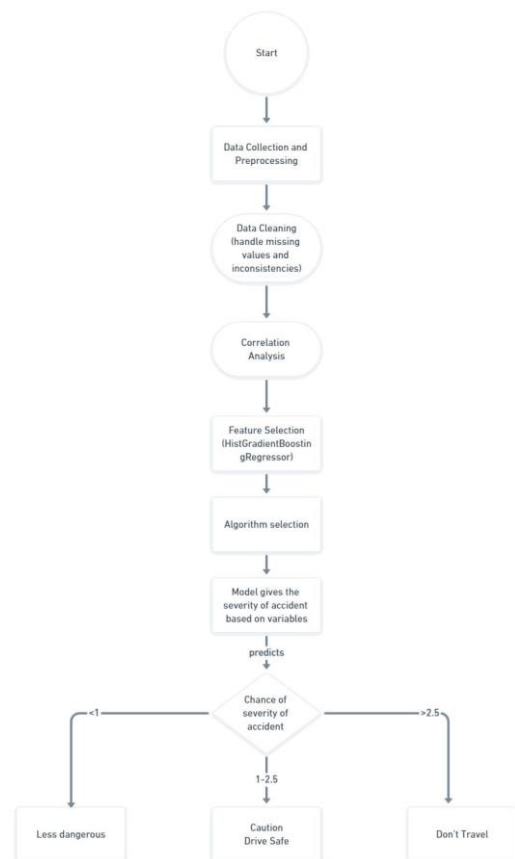 Start
Data Collection and
Preprocessing
Data Cleaning
(handle missing
values and
inconsistencies)
Correlation
Analysis
Feature Selection
(HistGradientBoostin
gRegressor)
Algorithm selection
Model gives the
severity of accident
based on variables
predicts
Chance of
severity of
accident
<1
>2.5
1-2.5
Less dangerous
Caution
Drive Safe
Don't Travel